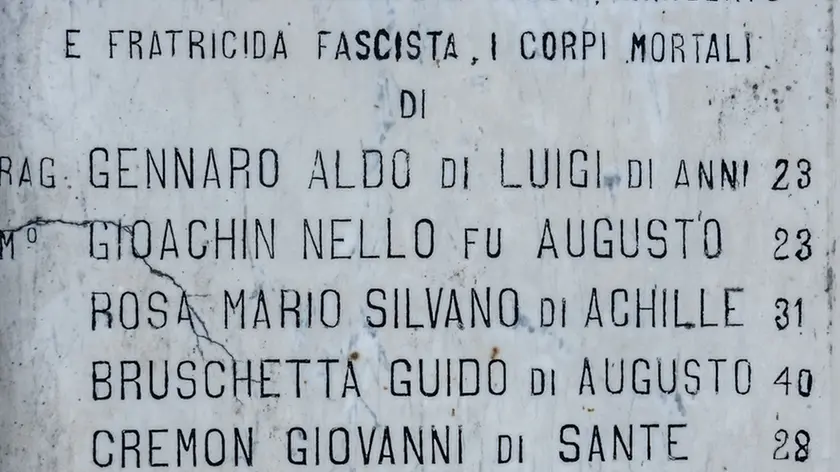 E FRATRICIDA FASCISTA, I CORPI MORTALI
DI
RAG. GENNARO ALDO DI LUIGI DI ANNI 23
Mº GIOACHIN NELLO FU AUGUSTO 23
ROSA MARIO SILVANO DI ACHILLE 31
BRUSCHETTA GUIDO DI AUGUSTO 40
CREMON GIOVANNI DI SANTE 28